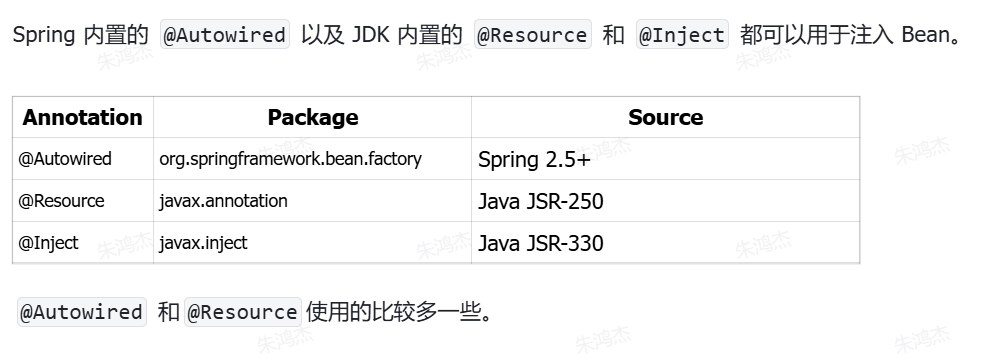 Spring 内置的 @Autowired 以及 JDK 内置的 @Resource 和 @Inject 都可以用于注入 Bean。
Annotation Package Source
@Autowired org.springframework.bean.factory Spring 2.5+
@Resource javax.annotation Java JSR-250
@Inject javax.inject Java JSR-330
@Autowired 和 @Resource 使用的比较多一些。
朱鸿杰
朱鸿杰
朱鸿杰
朱鸿杰
朱鸿杰
朱鸿杰
朱鸿杰
朱鸿杰
朱鸿杰
朱鸿杰
朱鸿杰
朱鸿杰